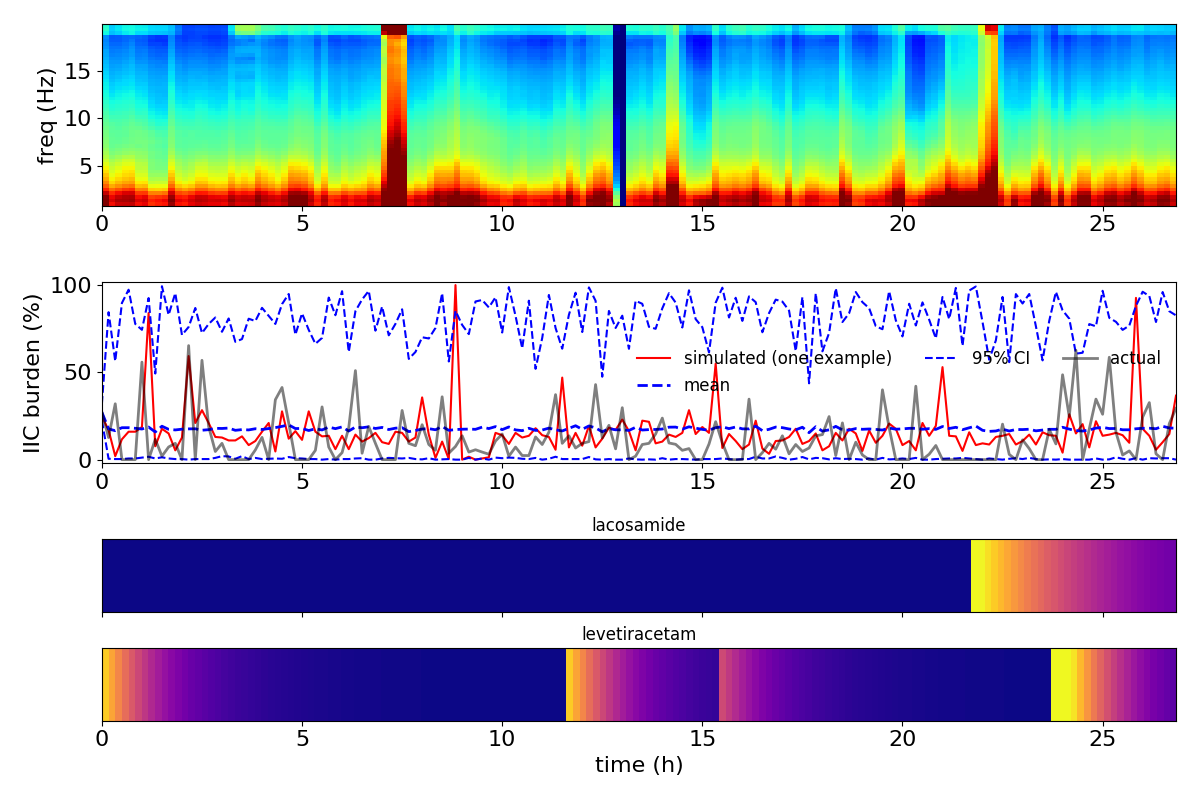 freq (Hz)
15
10
5
0 5 10 15 20 25
IIC burden (%)
100
50
0
simulated (one example) 95% CI actual
mean
0 5 10 15 20 25
lacosamide
levetiracetam
0 5 10 15 20 25
time (h)